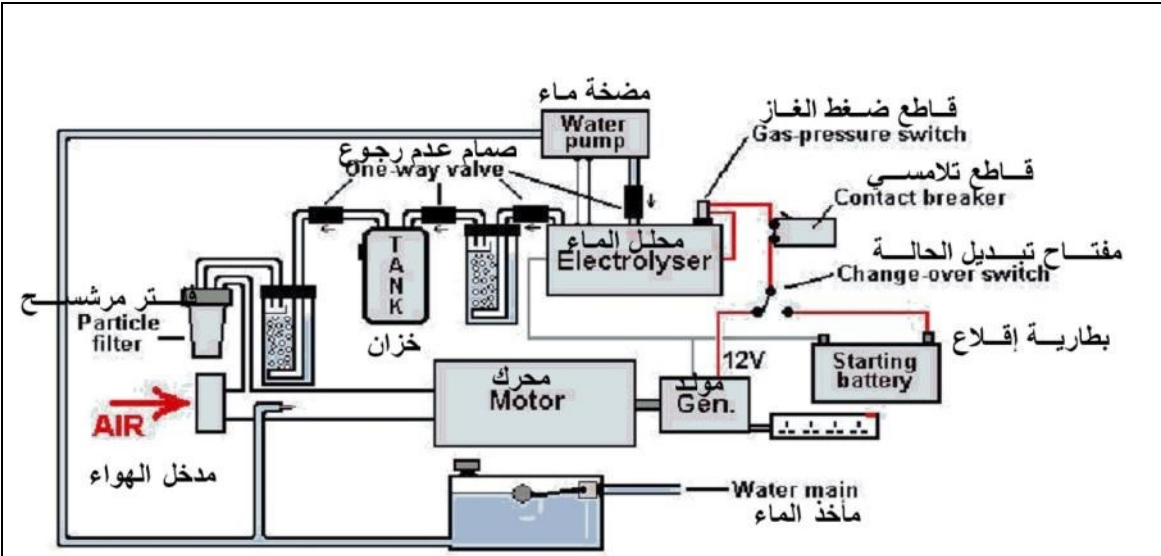 مضخة ماء
Water
pump
قاطع ضغط الغاز
Gas-pressure switch
صمام عدم رجوع
One-way valve
قاطع تلامسي
Contact breaker
محلل الماء
Electrolyser
مفتاح تبديل الحالة
Change-over switch
TANK
خزان
فلتر مرشح
Particle
filter
بطارية إقلاع
Starting
battery
12V
محرك
Motor
مولد
Gen.
AIR
مدخل الهواء
Water main
مأخذ الماء